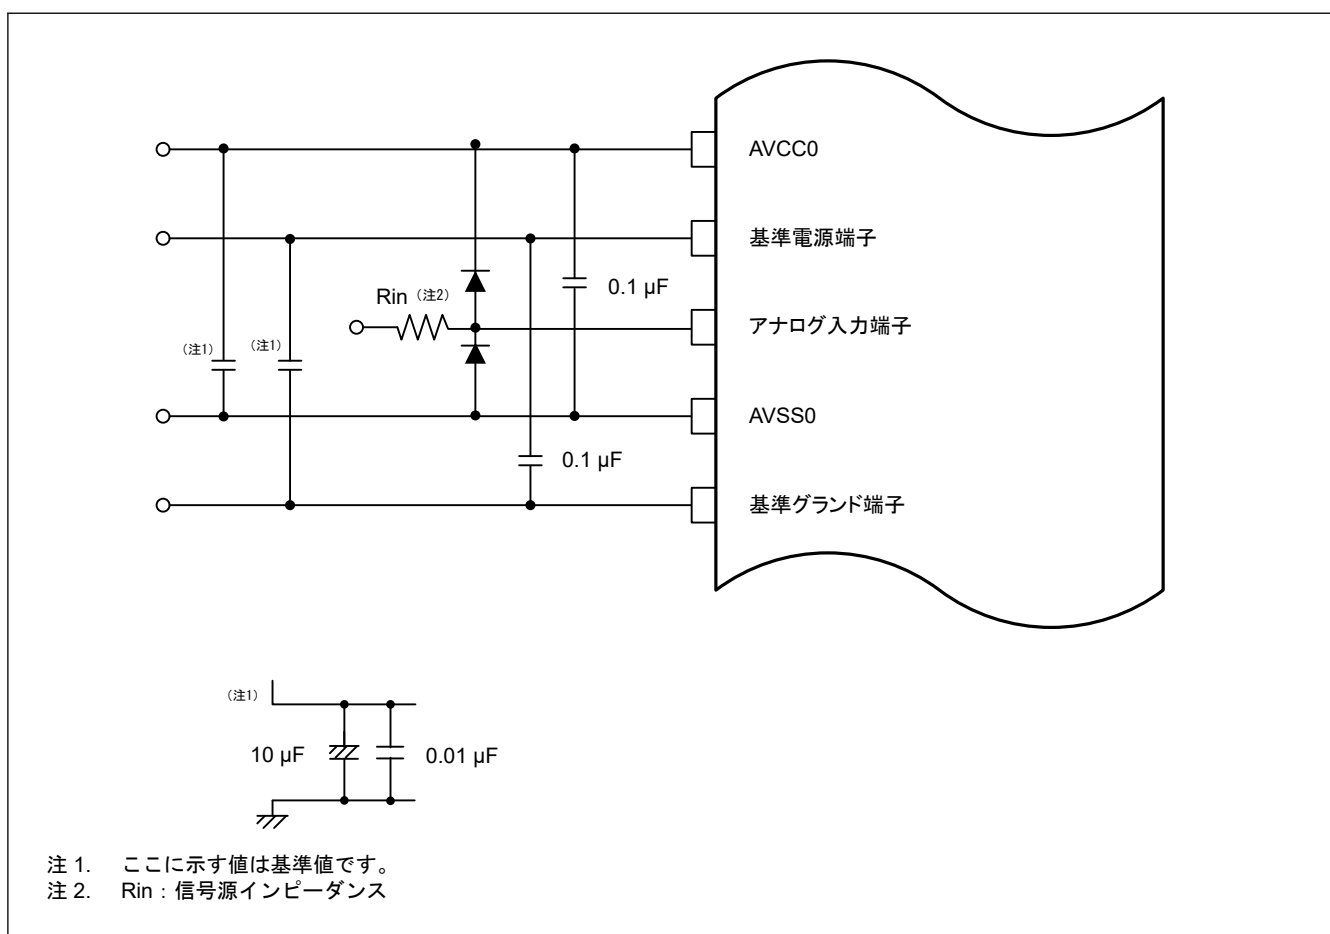 AVCC0
基準電源端子
0.1 µF
Rin（注2）
アナログ入力端子
（注1）
（注1）
AVSS0
0.1 µF
基準グランド端子
（注1）
10 µF
0.01 µF
注 1. ここに示す値は基準値です。
注 2. Rin：信号源インピーダンス